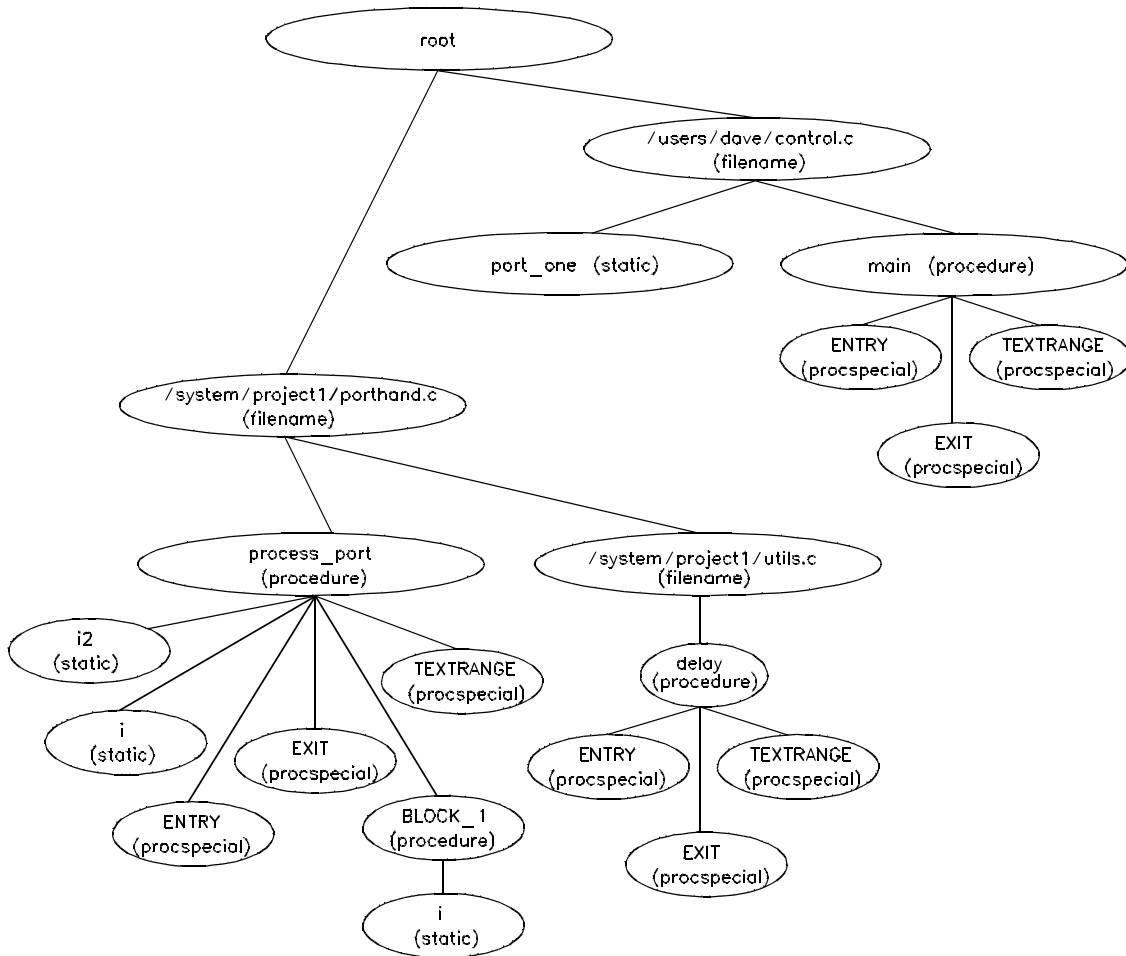 root
/users/dave/control.c
(filename)
port_one (static)
main (procedure)
ENTRY
(procspecial)
TEXTRANGE
(procspecial)
EXIT
(procspecial)
/system/project1/porthand.c
(filename)
process_port
(procedure)
/system/project1/utils.c
(filename)
i2
(static)
TEXTRANGE
(procspecial)
delay
(procedure)
i
(static)
EXIT
(procspecial)
ENTRY
(procspecial)
TEXTRANGE
(procspecial)
ENTRY
(procspecial)
BLOCK_1
(procedure)
EXIT
(procspecial)
i
(static)